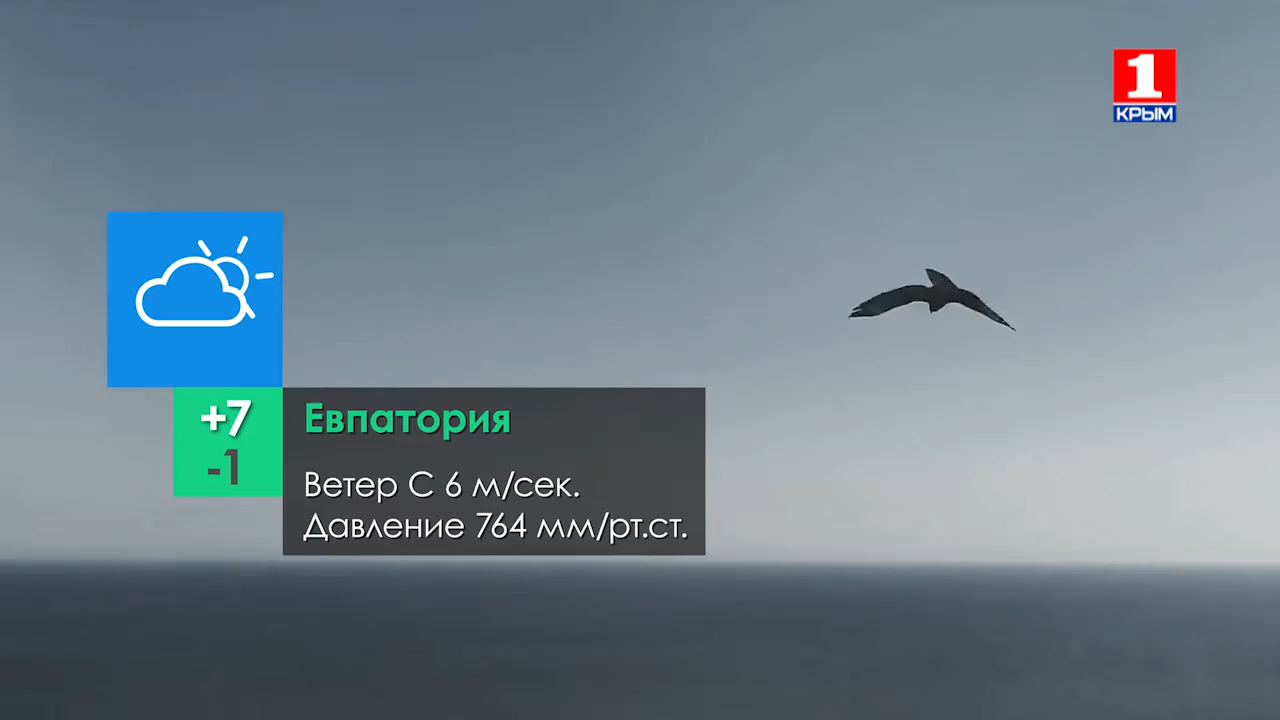 1
КРЫМ
+7
-1
Евпатория
Ветер С 6 м/сек.
Давление 764 мм/рт.ст.